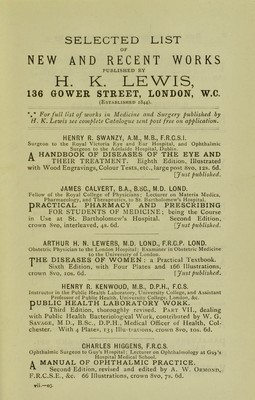 SELECTED LIST
OF
NEW AND RECENT WORKS
PUBLISHED BY
H. K. LEWIS,
136 GOWER STREET, LONDON, W.C.
(ESTABLISHED 1844).
*** For full list of works in Medicine and Surgery published by
H. K. Lewis see complete Catalogue sent post free on application.
HENRY R. SWANZY, A.M., M.B., F.R.C.S.I.
Surgeon to the Royal Victoria Eye and Ear Hospital, and Ophthalmic
Surgeon to the Adelaide Hospital, Dublin.
A HANDBOOK OF DISEASES OF THE EYE AND
THEIR TREATMENT. Eighth Edition, Illustrated
with Wood Engravings, Colour Tests, etc., large post 8vo, 12s. 6d.
[Just published.
JAMES CALVERT, B.A., B.SC., M.D. LOND.
Fellow of the Royal College of Physicians; Lecturer on Materia Medica,
Pharmacology, and Therapeutics, to St. Bartholomew's Hospital.
PRACTICAL PHARMACY AND PRESCRIBING
FOR STUDENTS OF MEDICINE; being the Course
in Use at St. Bartholomew's Hospital. Second Edition,
crown 8vo, interleaved, 4s. 6d. [Just published.
ARTHUR H. N. LEWERS, M.D. LOND., F.R.C.P. LOND.
Obstetric Physician to the London Hospital; Examiner in Obstetric Medicine
to the University of London.
THE DISEASES OF WOMEN: a Practical Textbook.
Sixth Edition, with Four Plates and 166 Illustrations,
crown 8vo, 10s. 6d. [Just published.
HENRY R. KENWOOD, M.B., D.P.H., F.C.S.
Instructor in the Public Health Laboratory, University College, and Assistant
Professor of Public Health, University College, London, &c.
PUBLIC HEALTH LABORATORY WORK.
Third Edition, thoroughly revised. PART VII., dealing
with Public Health Bacteriological Work, contributed by W. G.
SAVAGE, M.D., B.Sc., D.P.H., Medical Officer of Health, Col-
chester. With 4 Plates, 135 Illustrations, crown 8vo, 10s. 6d.
CHARLES HIGGENS, F.R.C.S.
Ophthalmic Surgeon to Guy's Hospital; Lecturer on Ophthalmology at Guy's
Hospital Medical School.
A MANUAL OF OPHTHALMIC PRACTICE.
Second Edition, revised and edited by A. W. ORMOND,
F.R.C.S.E., &c. 66 Illustrations, crown 8vo, 7s. 6d.